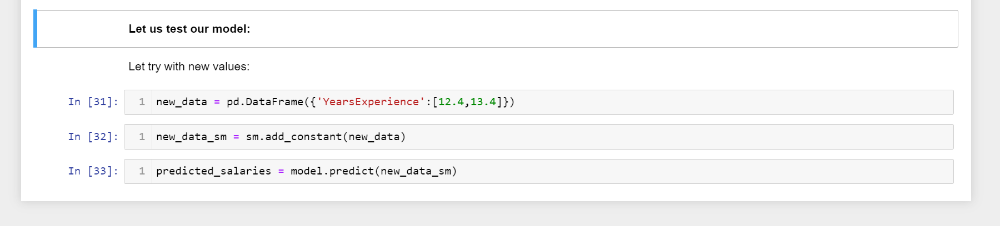 Let us test our model:
Let try with new values:
In [31]: 1 new_data = pd.DataFrame({'YearsExperience':[12.4,13.4]})
In [32]: 1 new_data_sm = sm.add_constant(new_data)
In [33]: 1 predicted_salaries = model.predict(new_data_sm)